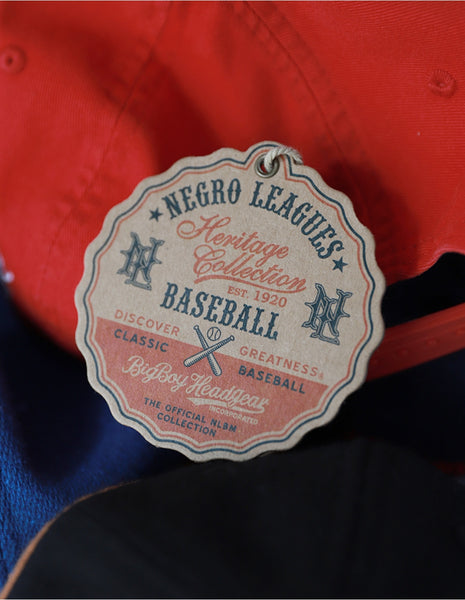 ★NEGRO LEAGUES★
Heritage
Collection
EST. 1920
NL
NL
BASEBALL
DISCOVER GREATNESS
CLASSIC BASEBALL
BigBoy Headgear
INCORPORATED
THE OFFICIAL NLBM
COLLECTION